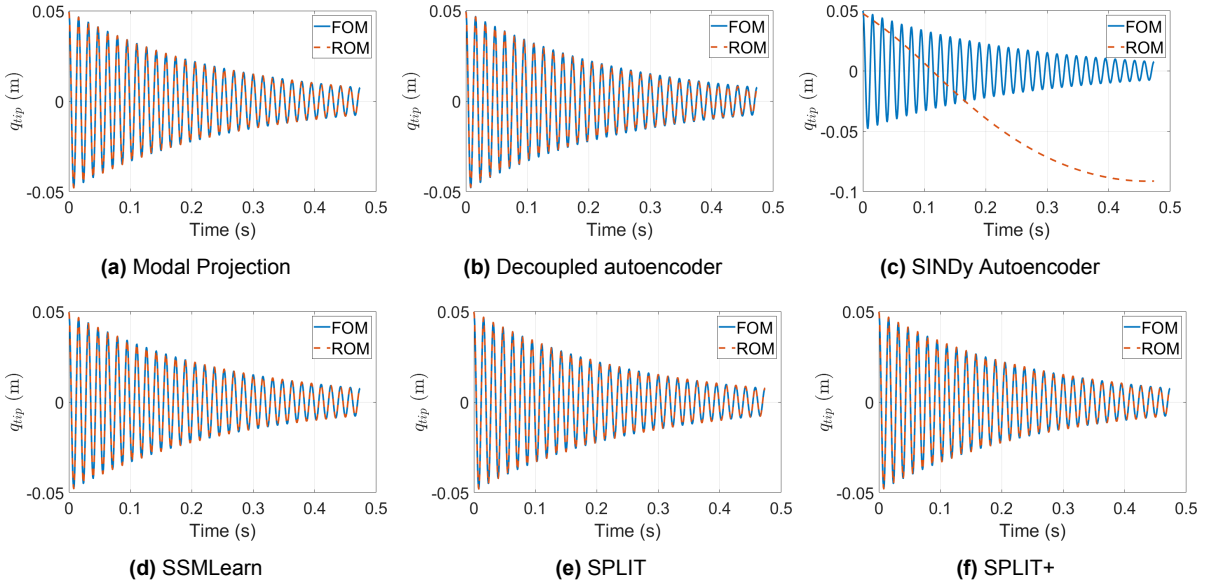 0.05
0
-0.05
q_tip (m)
0 0.1 0.2 0.3 0.4 0.5
Time (s)
FOM
ROM
(a) Modal Projection
0.05
0
-0.05
q_tip (m)
0 0.1 0.2 0.3 0.4 0.5
Time (s)
FOM
ROM
(b) Decoupled autoencoder
0.05
0
-0.05
-0.1
q_tip (m)
0 0.1 0.2 0.3 0.4 0.5
Time (s)
FOM
ROM
(c) SINDy Autoencoder
0.05
0
-0.05
q_tip (m)
0 0.1 0.2 0.3 0.4 0.5
Time (s)
FOM
ROM
(d) SSMLearn
0.05
0
-0.05
q_tip (m)
0 0.1 0.2 0.3 0.4 0.5
Time (s)
FOM
ROM
(e) SPLIT
0.05
0
-0.05
q_tip (m)
0 0.1 0.2 0.3 0.4 0.5
Time (s)
FOM
ROM
(f) SPLIT+